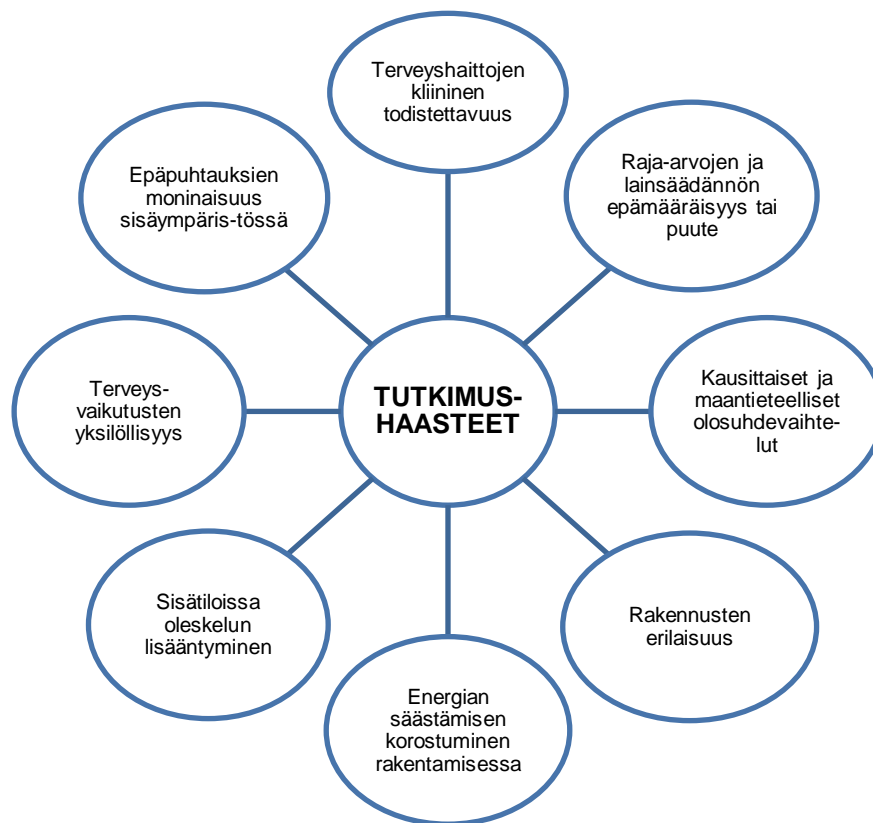 Terveyshaittojen
kliininen
todistettavuus
Epäpuhtauksien
moninaisuus
sisäympäris-tössä
Raja-arvojen ja
lainsäädännön
epämääräisyys tai
puute
Terveys-
vaikutusten
yksilöllisyys
TUTKIMUS-
HAASTEET
Kausittaiset ja
maantieteelliset
olosuhdevaihte-
lut
Sisätiloissa
oleskelun
lisääntyminen
Rakennusten
erilaisuus
Energian
säästämisen
korostuminen
rakentamisessa